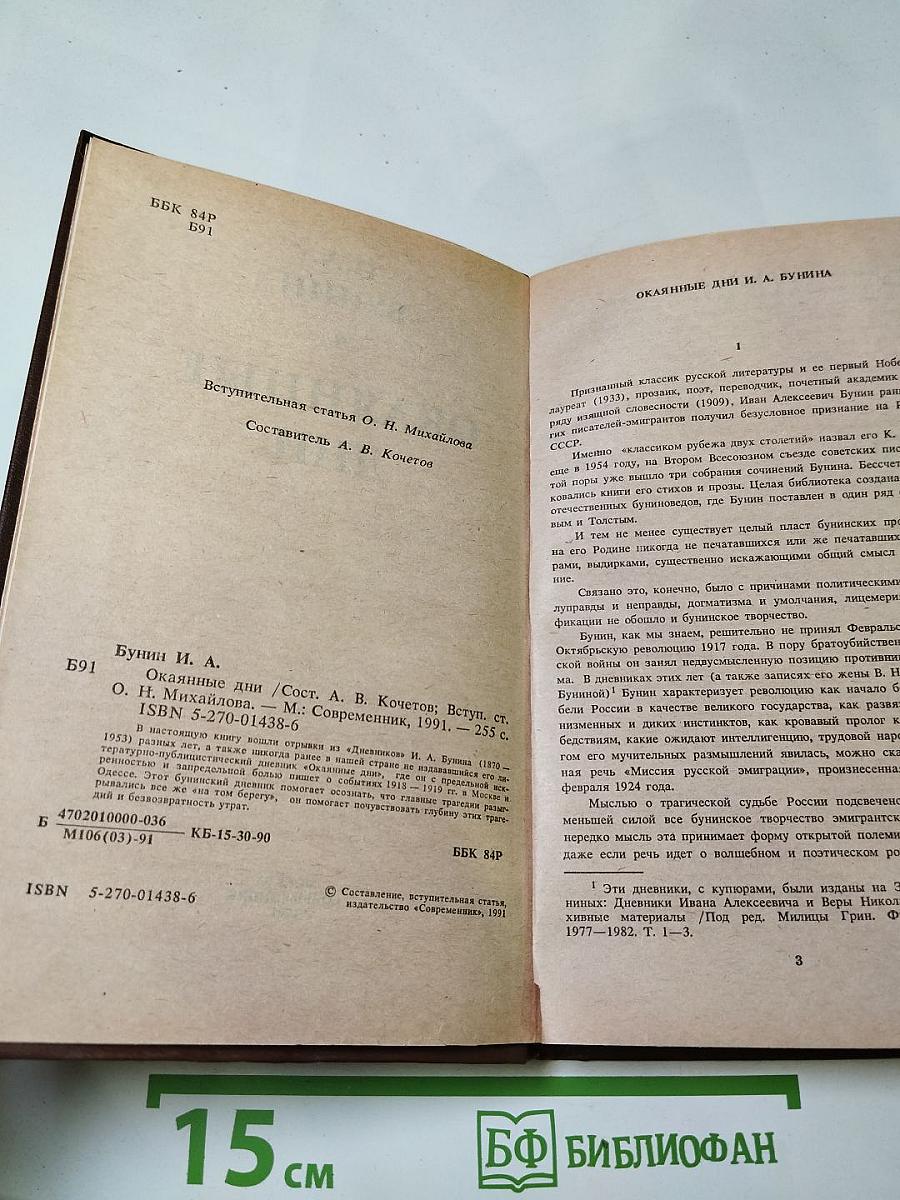 ББК 84Р
Б91
Вступительная статья О. Н. Михайлова
Составитель А. В. Кочетов
Бунин И. А.
Б91
Окаянные дни /Сост. А. В. Кочетов; Вступ. ст.
О. Н. Михайлова. — М.: Современник, 1991. — 255 с.
ISBN 5-270-01438-6
В настоящую книгу вошли отрывки из «Дневников» И. А. Бунина (1870—
1953) разных лет, а также никогда ранее в нашей стране не издававшийся его ли-
тературно-публицистический дневник «Окаянные дни», где он с предельной иск-
ренностью и запредельной болью пишет о событиях 1918—1919 гг. в Москве и
Одессе. Этот бунинский дневник помогает осознать, что главные трагедии разыг-
рывались все же «на том берегу», он помогает почувствовать глубину этих траге-
дий и безвозвратность утрат.
Б 4702010000-036
М106(03)-91 КБ-15-30-90
ББК 84Р
ISBN 5-270-01438-6
© Составление, вступительная статья,
издательство «Современник», 1991
ОКАЯННЫЕ ДНИ И. А. БУНИНА
1
Признанный классик русской литературы и ее первый Нобе
лауреат (1933), прозаик, поэт, переводчик, почетный академик
ряду изящной словесности (1909), Иван Алексеевич Бунин ран
гих писателей-эмигрантов получил безусловное признание на Р
СССР.
Именно «классиком рубежа двух столетий» назвал его К.
еще в 1954 году, на Втором Всесоюзном съезде советских пис
той поры уже вышло три собрания сочинений Бунина. Бессчет
ковались книги его стихов и прозы. Целая библиотека создана
отечественных буниноведов, где Бунин поставлен в один ряд
вым и Толстым.
И тем не менее существует целый пласт бунинских про
на его Родине никогда не печатавшихся или же печатавших
рами, выдирками, существенно искажающими общий смысл
ние.
Связано это, конечно, было с причинами политическими
луправды и неправды, догматизма и умолчания, лицемери
фикации не обошло и бунинское творчество.
Бунин, как мы знаем, решительно не принял Февральс
Октябрьскую революцию 1917 года. В пору братоубийствен
ской войны он занял недвусмысленную позицию противни
ма. В дневниках этих лет (а также записях его жены В. Н
Буниной)¹ Бунин характеризует революцию как начало б
бели России в качестве великого государства, как развяз
низменных и диких инстинктов, как кровавый пролог к
бедствиям, какие ожидают интеллигенцию, трудовой наро
гом его мучительных размышлений явилась, можно ска
ная речь «Миссия русской эмиграции», произнесенна
февраля 1924 года.
Мыслью о трагической судьбе России подсвечено
меньшей силой все бунинское творчество эмигрантск
нередко мысль эта принимает форму открытой полеми
даже если речь идет о волшебном и поэтическом ро
¹ Эти дневники, с купюрами, были изданы на З
ниных: Дневники Ивана Алексеевича и Веры Никол
хивные материалы /Под ред. Милицы Грин. Ф
1977—1982. Т. 1—3.
3
15 см
БФ БИБЛИОФАН